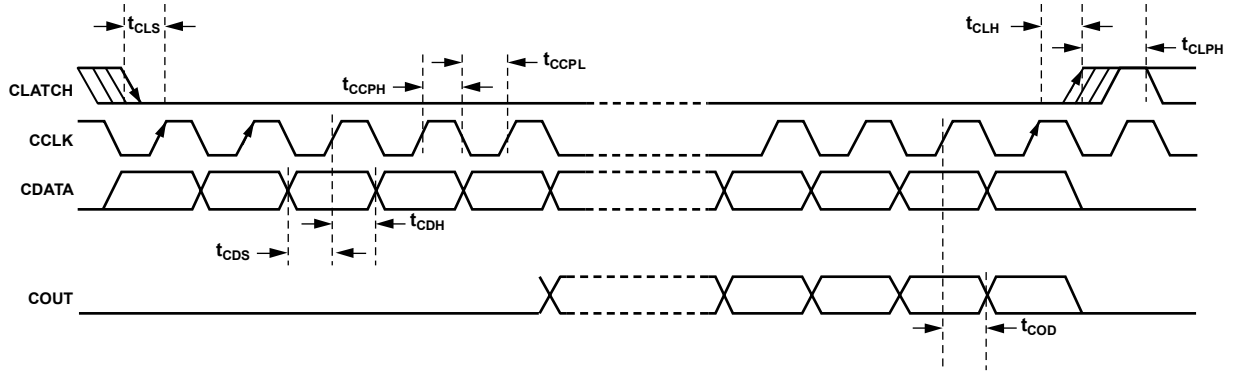 tCLS
tCLH
tCLPH
tCCPL
tCCPH
CLATCH
CCLK
CDATA
tCDH
tCDS
COUT
tCOD